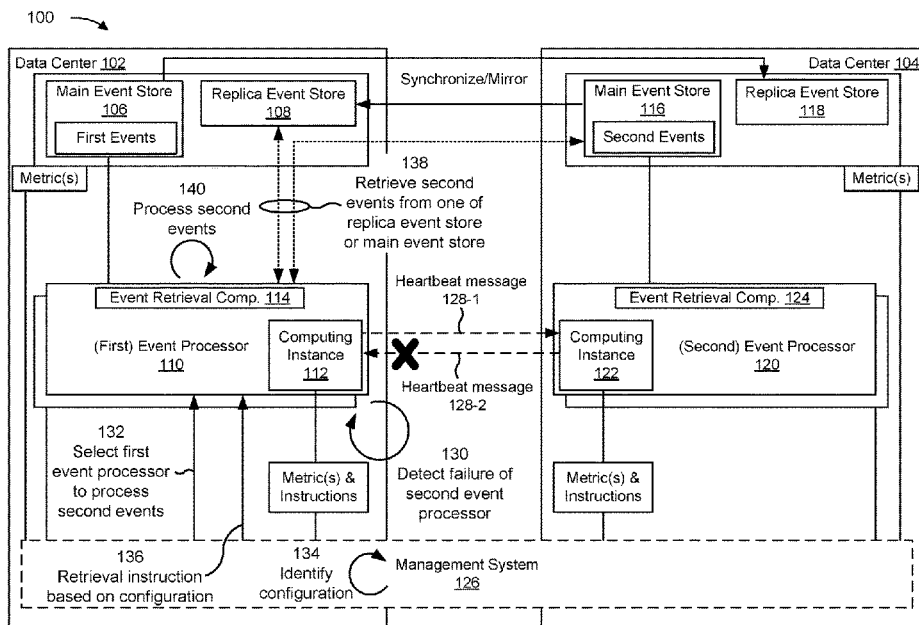 100
Data Center 102
Data Center 104
Main Event Store
106
First Events
Replica Event Store
108
Synchronize/Mirror
Main Event Store
116
Second Events
Replica Event Store
118
Metric(s)
Metric(s)
140
Process second
events
138
Retrieve second
events from one of
replica event store
or main event store
Event Retrieval Comp. 114
(First) Event Processor
110
Computing
Instance
112
Heartbeat message
128-1
Heartbeat message
128-2
Event Retrieval Comp. 124
Computing
Instance
122
(Second) Event Processor
120
132
Select first
event processor
to process
second events
130
Detect failure of
second event
processor
Metric(s) &
Instructions
Metric(s) &
Instructions
136
Retrieval instruction
based on configuration
134
Identify
configuration
Management System
126